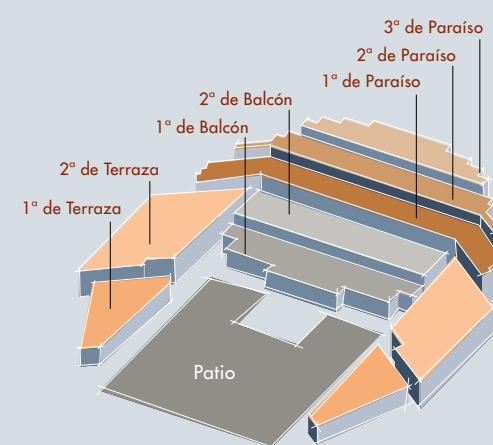 3ª de Paraíso
2ª de Paraíso
1ª de Paraíso
2ª de Balcón
1ª de Balcón
2ª de Terraza
1ª de Terraza
Patio